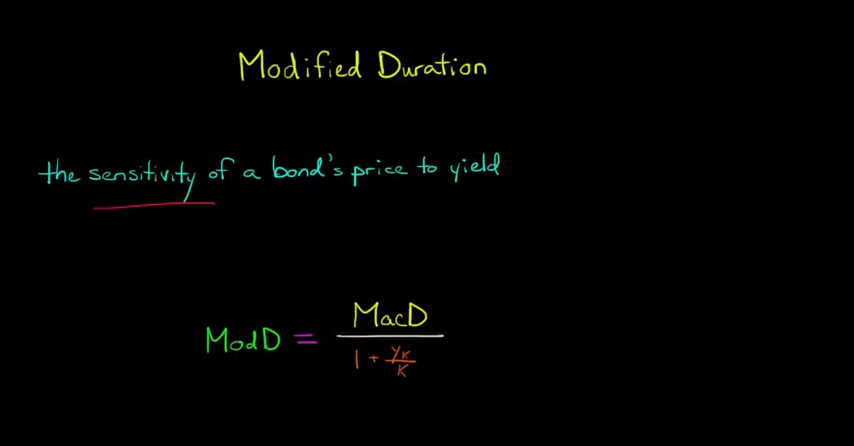 Modified Duration
the sensitivity of a bond's price to yield
ModD = MacD / 1 + yk/k